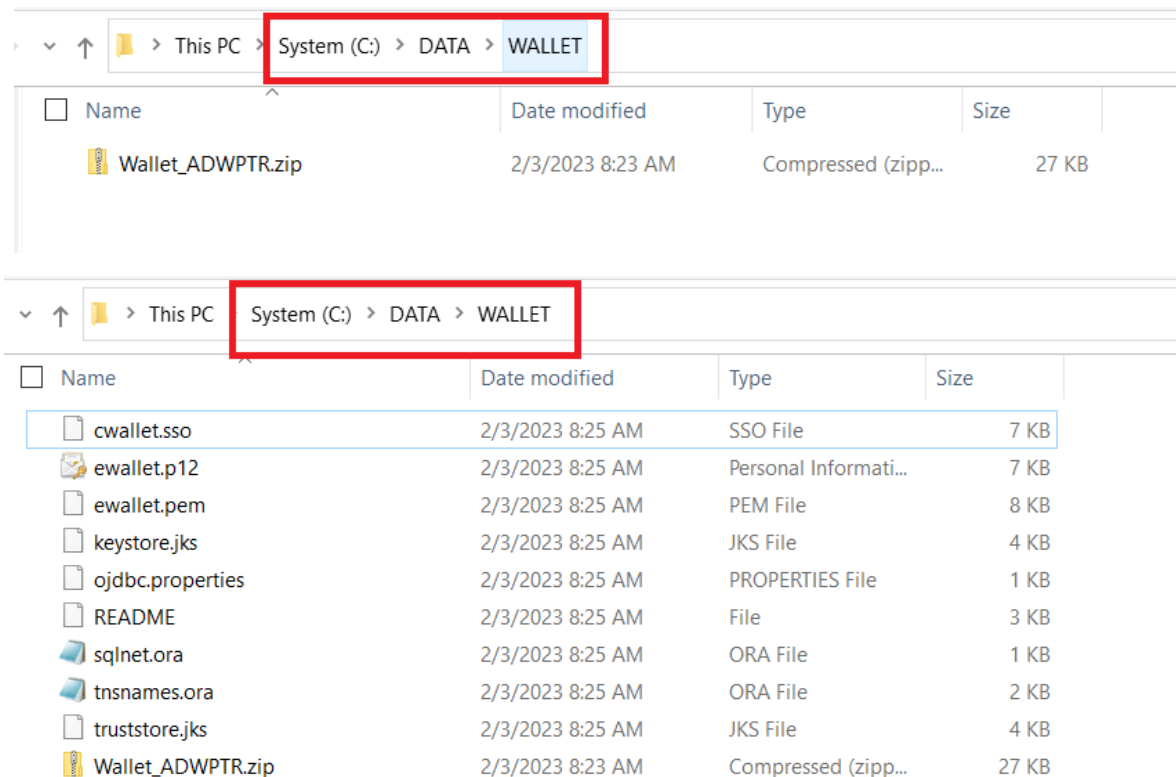 This PC > System (C:) > DATA > WALLET
Name Date modified Type Size
Wallet_ADWPTR.zip 2/3/2023 8:23 AM Compressed (zipp... 27 KB
This PC System (C:) > DATA > WALLET
Name Date modified Type Size
cwallet.sso 2/3/2023 8:25 AM SSO File 7 KB
ewallet.p12 2/3/2023 8:25 AM Personal Informati... 7 KB
ewallet.pem 2/3/2023 8:25 AM PEM File 8 KB
keystore.jks 2/3/2023 8:25 AM JKS File 4 KB
ojdbc.properties 2/3/2023 8:25 AM PROPERTIES File 1 KB
README 2/3/2023 8:25 AM File 3 KB
sqlnet.ora 2/3/2023 8:25 AM ORA File 1 KB
tnsnames.ora 2/3/2023 8:25 AM ORA File 2 KB
truststore.jks 2/3/2023 8:25 AM JKS File 4 KB
Wallet_ADWPTR.zip 2/3/2023 8:23 AM Compressed (zipp... 27 KB